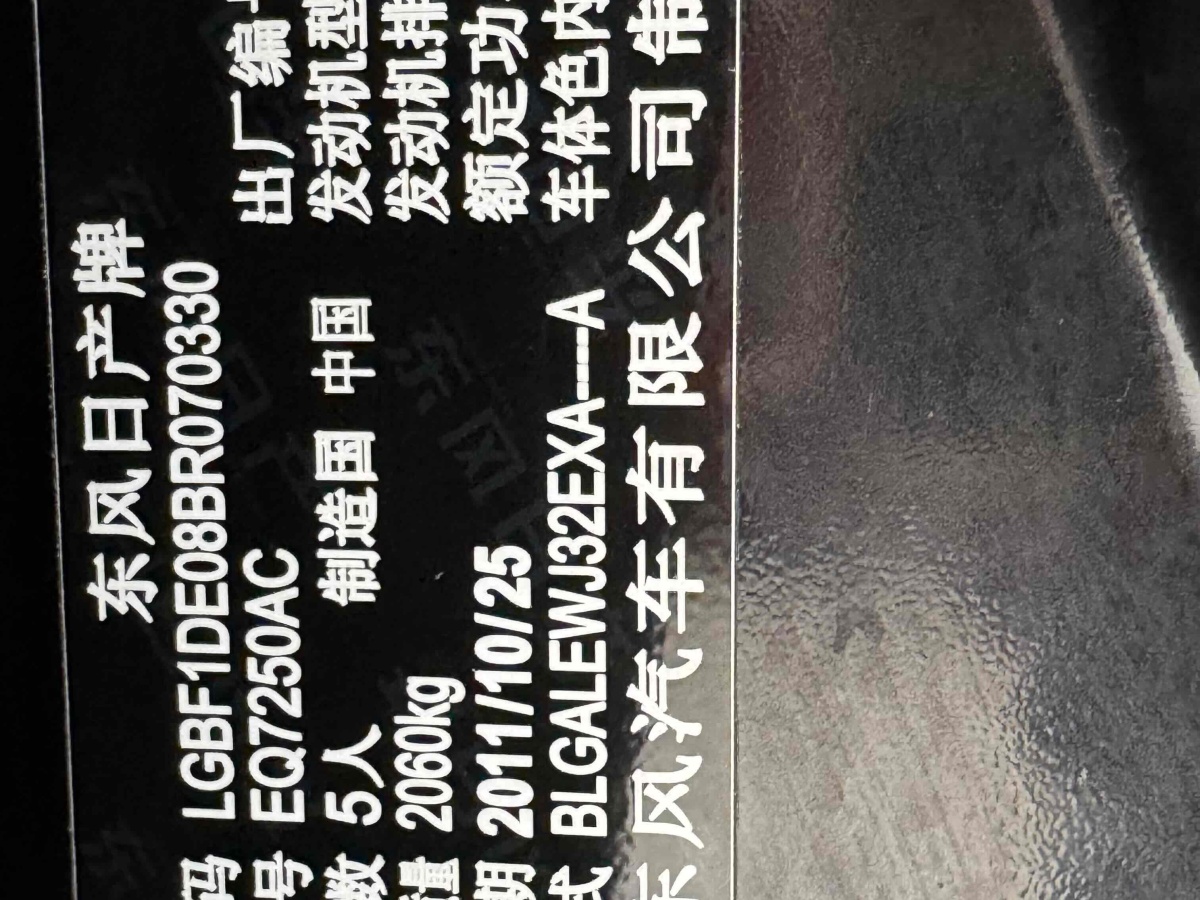 东风日产牌
码 LGBF1DE08BR070330
号 EQ7250AC 出厂编
数 5人 制造国 中国 发动机型
量 2060kg 发动机排
期 2011/10/25 额定功
式 BLGALEWJ32EXA----A 车体色内
东风汽车有限公司制